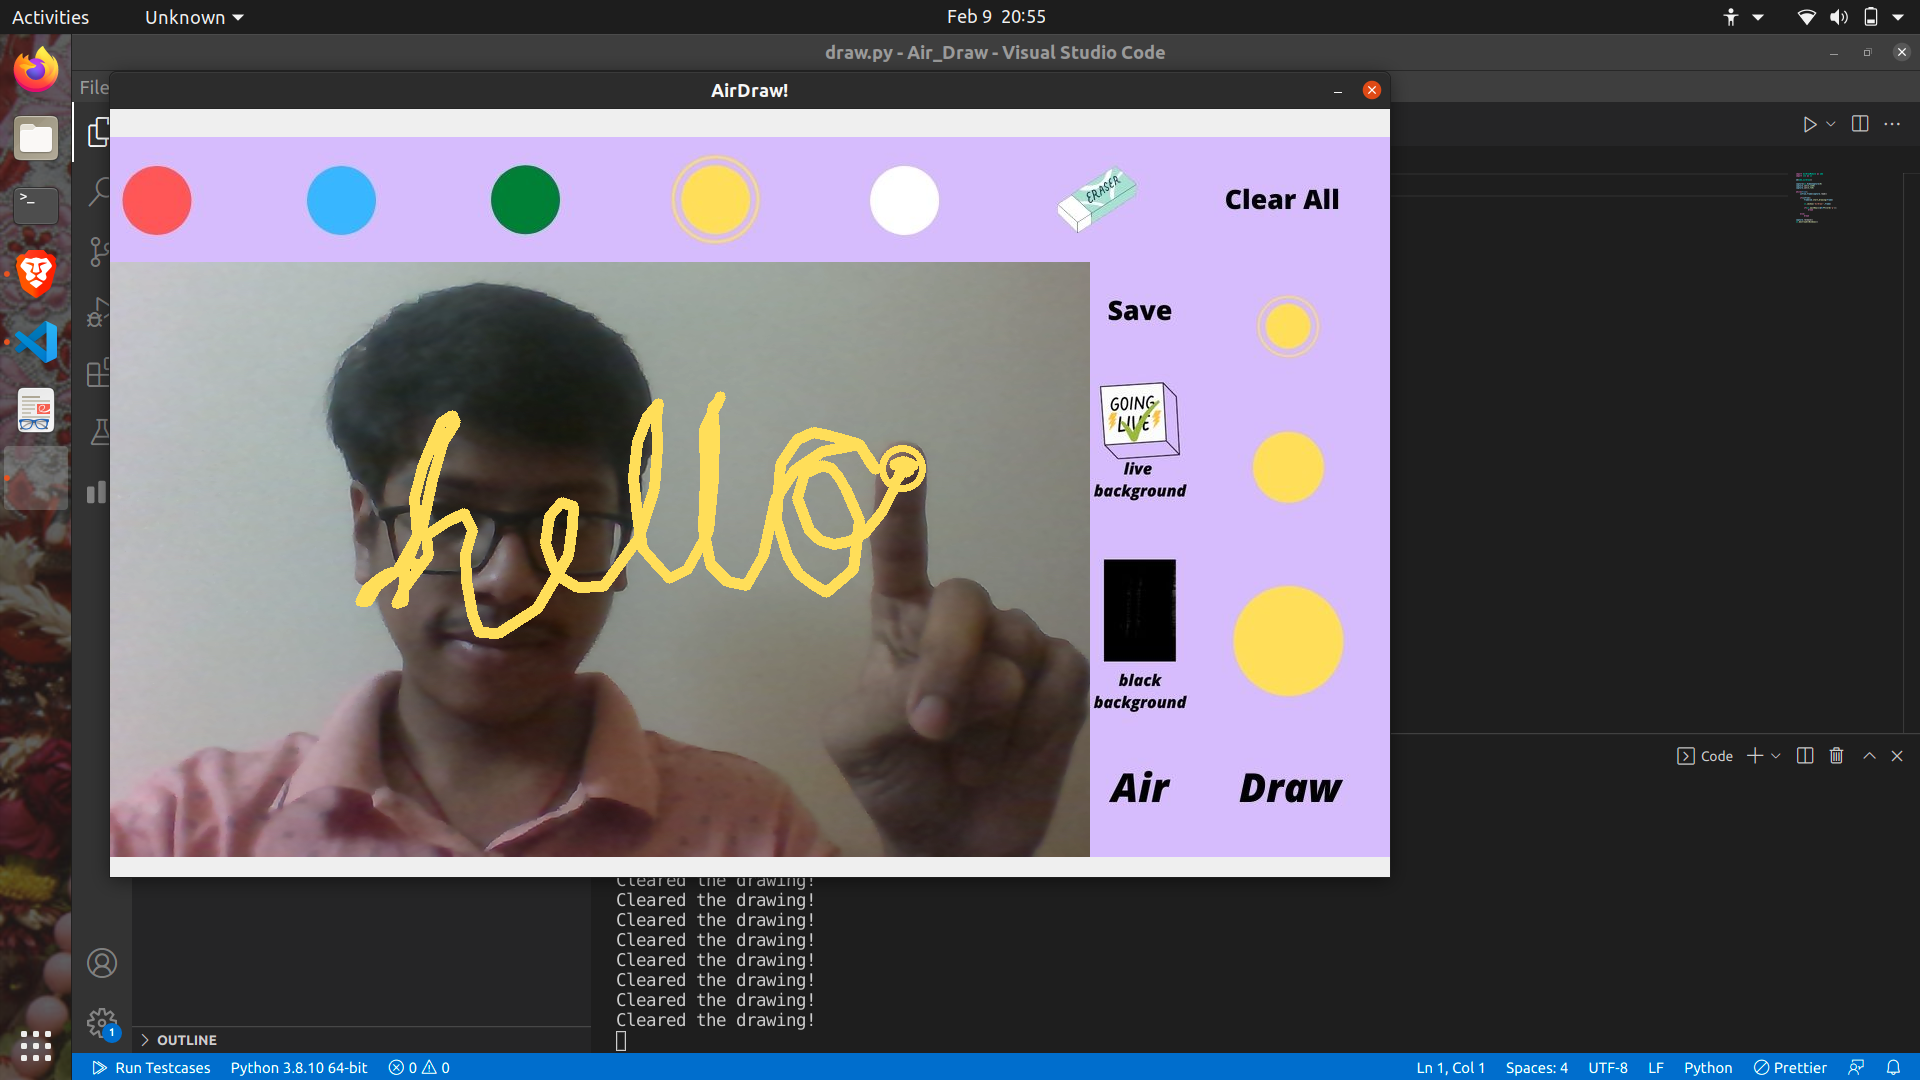 Activities
Unknown
Feb 9 20:55
draw.py - Air_Draw - Visual Studio Code
File
AirDraw!
ERASER
Clear All
Save
GOING
LIVE
live
background
hello
black
background
Air Draw
Code
Cleared the drawing!
Cleared the drawing!
Cleared the drawing!
Cleared the drawing!
Cleared the drawing!
Cleared the drawing!
Cleared the drawing!
Cleared the drawing!
1
OUTLINE
Run Testcases
Python 3.8.10 64-bit
0
0
Ln 1, Col 1
Spaces: 4
UTF-8
LF
Python
Prettier